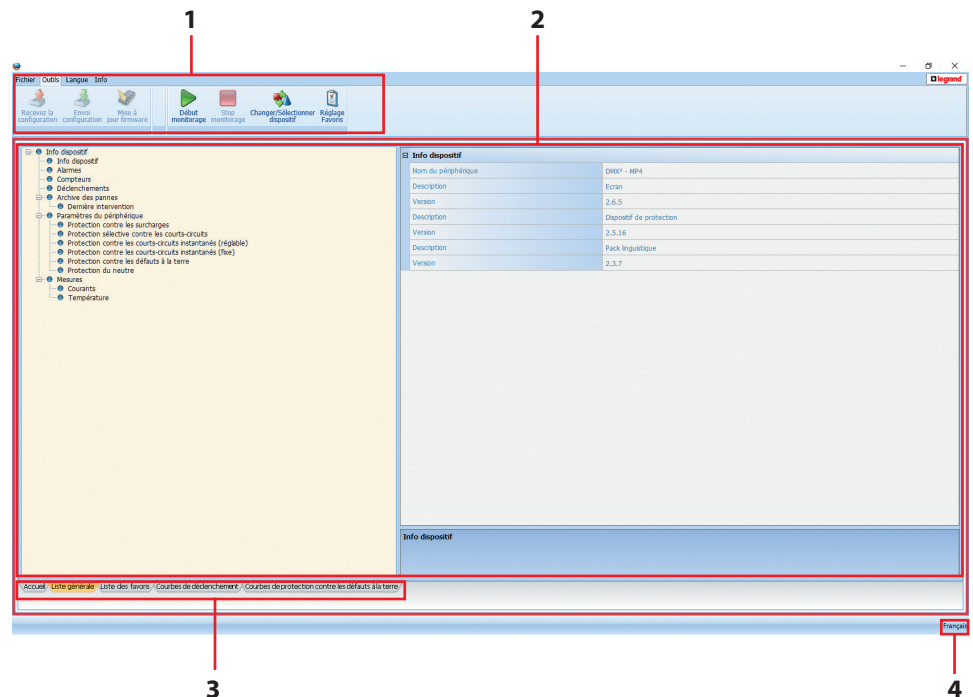 1
2
Fichier Outils Langue Info
legrand
Recevez la configuration
Envoi configuration
Mise à jour firmware
Début monitorage
Stop monitorage
Changer/Sélectionner dispositif
Réglage Favoris
Info dispositif
Info dispositif
Alarmes
Compteurs
Déclenchements
Archive des pannes
Dernière intervention
Paramètres du périphérique
Protection contre les surcharges
Protection sélective contre les courts-circuits
Protection contre les courts-circuits instantanés (réglable)
Protection contre les courts-circuits instantanés (fixe)
Protection contre les défauts à la terre
Protection du neutre
Mesures
Courants
Température
Info dispositif
Nom du périphérique DMX³ - MP4
Description Ecran
Version 2.6.5
Description Dispositif de protection
Version 2.5.16
Description Pack linguistique
Version 2.3.7
Info dispositif
Accueil Liste générale Liste des favoris Courbes de déclenchement Courbes de protection contre les défauts à la terre
Français
3
4